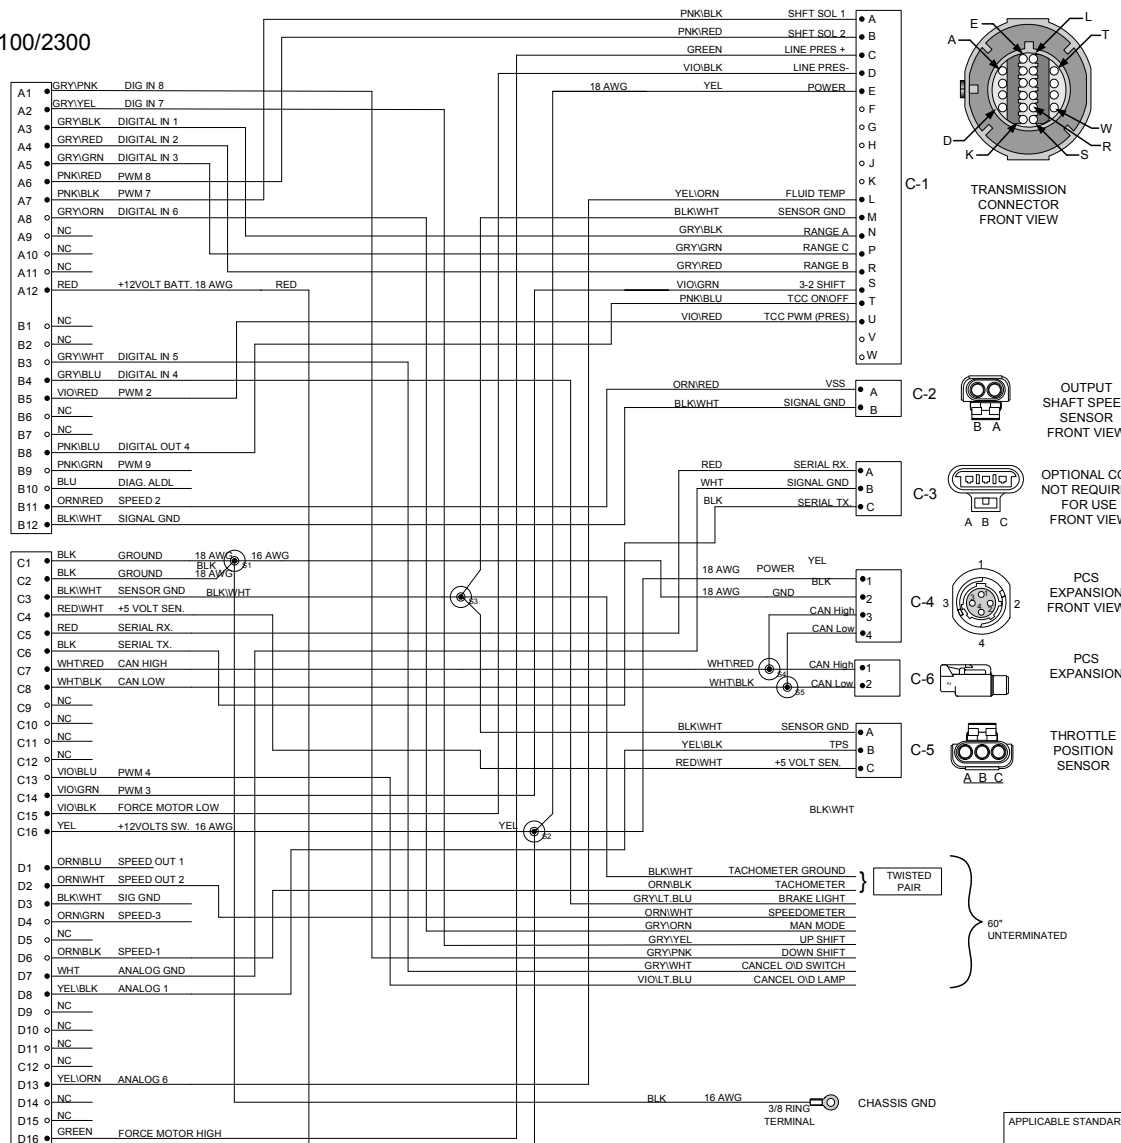 100/2300
A1 GRY\PNK DIG IN 8
A2 GRY\YEL DIG IN 7
A3 GRY\BLK DIGITAL IN 1
A4 GRY\RED DIGITAL IN 2
A5 GRY\GRN DIGITAL IN 3
A6 PNK\RED PWM 8
A7 PNK\BLK PWM 7
A8 GRY\ORN DIGITAL IN 6
A9 NC
A10 NC
A11 NC
A12 RED +12VOLT BATT. 18 AWG RED
B1 NC
B2 NC
B3 GRY\WHT DIGITAL IN 5
B4 GRY\BLU DIGITAL IN 4
B5 VIO\RED PWM 2
B6 NC
B7 NC
B8 PNK\BLU DIGITAL OUT 4
B9 PNK\GRN PWM 9
B10 BLU DIAG. ALDL
B11 ORN\RED SPEED 2
B12 BLK\WHT SIGNAL GND
C1 BLK GROUND 18 AWG 16 AWG
BLK S1
C2 BLK GROUND 18 AWG
C3 BLK\WHT SENSOR GND BLK\WHT S3
C4 RED\WHT +5 VOLT SEN.
C5 RED SERIAL RX.
C6 BLK SERIAL TX.
C7 WHT\RED CAN HIGH
C8 WHT\BLK CAN LOW
C9 NC
C10 NC
C11 NC
C12 NC
C13 VIO\BLU PWM 4
C14 VIO\GRN PWM 3
C15 VIO\BLK FORCE MOTOR LOW
C16 YEL +12VOLTS SW. 16 AWG YEL S2
D1 ORN\BLU SPEED OUT 1
D2 ORN\WHT SPEED OUT 2
D3 BLK\WHT SIG GND
D4 ORN\GRN SPEED-3
D5 NC
D6 ORN\BLK SPEED-1
D7 WHT ANALOG GND
D8 YEL\BLK ANALOG 1
D9 NC
D10 NC
D11 NC
C12 NC
D13 YEL\ORN ANALOG 6
D14 NC
D15 NC
D16 GREEN FORCE MOTOR HIGH
PNK\BLK SHFT SOL 1 A
PNK\RED SHFT SOL 2 B
GREEN LINE PRES + C
VIO\BLK LINE PRES- D
18 AWG YEL POWER E
F
G
H
J
K
C-1
YEL\ORN FLUID TEMP L
BLK\WHT SENSOR GND M
GRY\BLK RANGE A N
GRY\GRN RANGE C P
GRY\RED RANGE B R
VIO\GRN 3-2 SHIFT S
PNK\BLU TCC ON\OFF T
VIO\RED TCC PWM (PRES) U
V
W
E L
A T
D W
K S R
TRANSMISSION
CONNECTOR
FRONT VIEW
ORN\RED VSS A
BLK\WHT SIGNAL GND B
C-2
B A
OUTPUT
SHAFT SPEE
SENSOR
FRONT VIEW
RED SERIAL RX. A
WHT SIGNAL GND B
BLK SERIAL TX. C
C-3
A B C
OPTIONAL CO
NOT REQUIRE
FOR USE
FRONT VIEW
18 AWG POWER YEL 1
18 AWG GND BLK 2
CAN High 3
CAN Low 4
C-4
1
3 2
4
PCS
EXPANSION
FRONT VIEW
WHT\RED S4 CAN High 1
WHT\BLK S5 CAN Low 2
C-6
PCS
EXPANSION
BLK\WHT SENSOR GND A
YEL\BLK TPS B
RED\WHT +5 VOLT SEN. C
C-5
A B C
THROTTLE
POSITION
SENSOR
BLK\WHT
BLK\WHT TACHOMETER GROUND
ORN\BLK TACHOMETER
TWISTED
PAIR
GRY\LT.BLU BRAKE LIGHT
ORN\WHT SPEEDOMETER
GRY\ORN MAN MODE
GRY\YEL UP SHIFT
GRY\PNK DOWN SHIFT
GRY\WHT CANCEL O\D SWITCH
VIO\LT.BLU CANCEL O\D LAMP
60"
UNTERMINATED
BLK 16 AWG
3/8 RING
TERMINAL
CHASSIS GND
APPLICABLE STANDAR